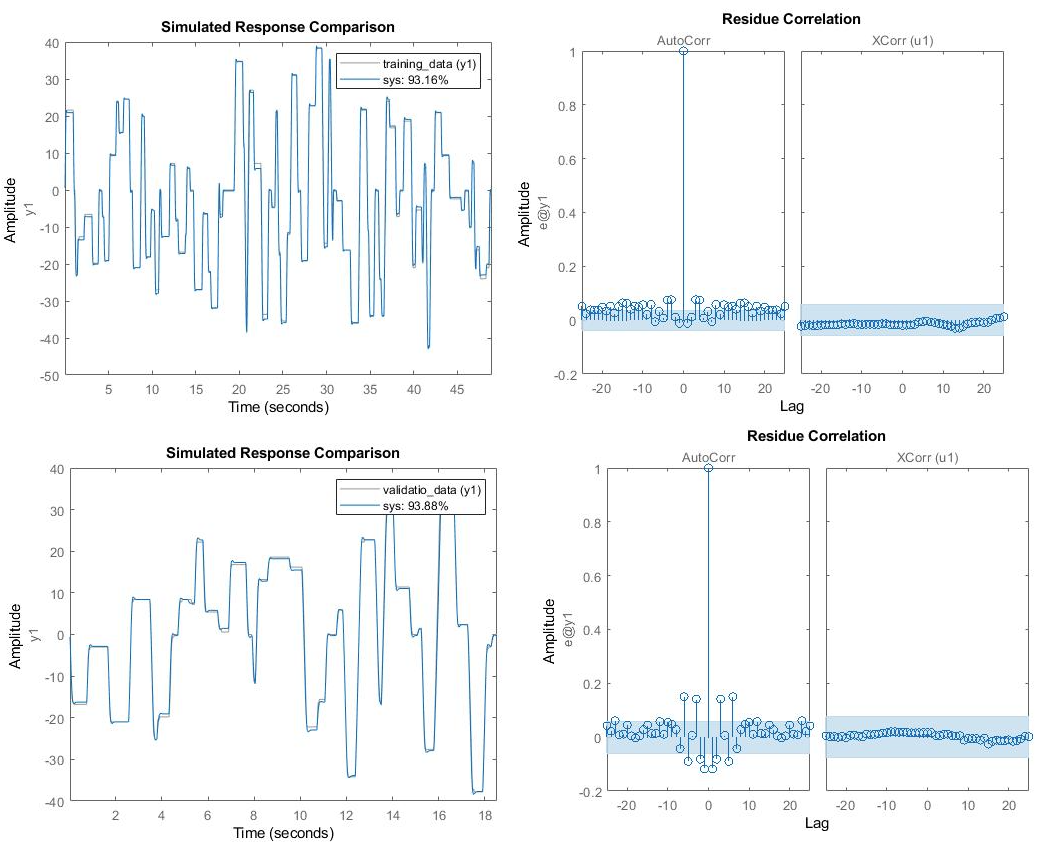 Simulated Response Comparison
training_data (y1)
sys: 93.16%
Amplitude
y1
40
30
20
10
0
-10
-20
-30
-40
-50
5 10 15 20 25 30 35 40 45
Time (seconds)
Residue Correlation
AutoCorr XCorr (u1)
Amplitude
e@y1
1
0.8
0.6
0.4
0.2
0
-0.2
-20 -10 0 10 20 -20 -10 0 10 20
Lag
Simulated Response Comparison
validatio_data (y1)
sys: 93.88%
Amplitude
y1
40
30
20
10
0
-10
-20
-30
-40
2 4 6 8 10 12 14 16 18
Time (seconds)
Residue Correlation
AutoCorr XCorr (u1)
Amplitude
e@y1
1
0.8
0.6
0.4
0.2
0
-0.2
-20 -10 0 10 20 -20 -10 0 10 20
Lag